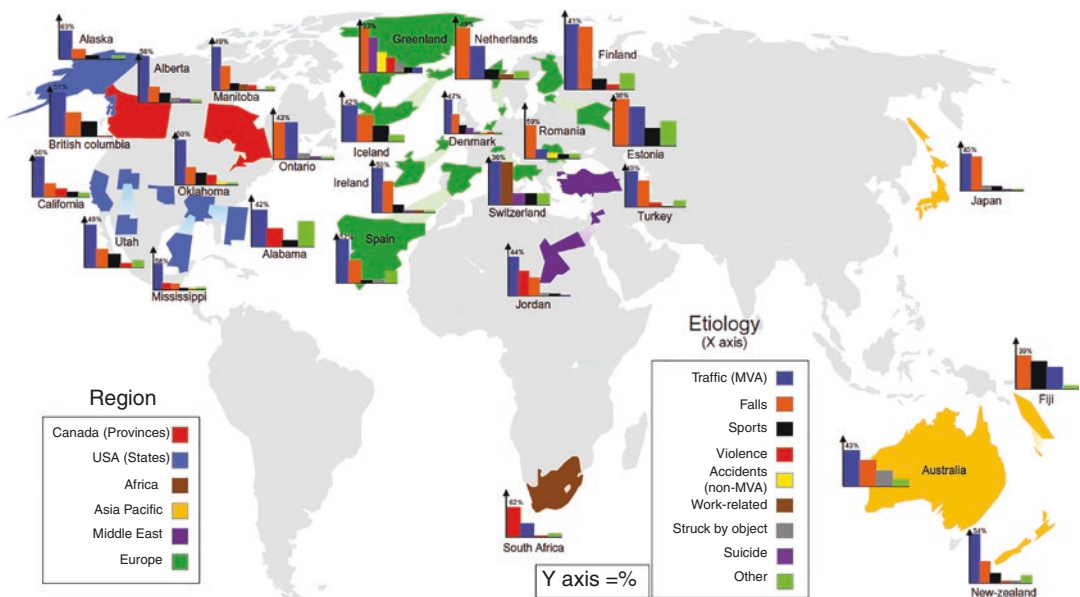 63%
Alaska
56%
Alberta
49%
Manitoba
51%
British columbia
43%
Ontario
50%
Oklahoma
56%
California
49%
Utah
58%
Mississippi
42%
Alabama
Greenland
49%
Netherlands
41%
Finland
42%
Iceland
47%
Denmark
59%
Romania
36%
Estonia
50%
Ireland
36%
Switzerland
49%
Turkey
Spain
44%
Jordan
45%
Japan
39%
Fiji
43%
Australia
54%
New-zealand
62%
South Africa
Region
Canada (Provinces)
USA (States)
Africa
Asia Pacific
Middle East
Europe
Etiology
(X axis)
Traffic (MVA)
Falls
Sports
Violence
Accidents
(non-MVA)
Work-related
Struck by object
Suicide
Other
Y axis =%